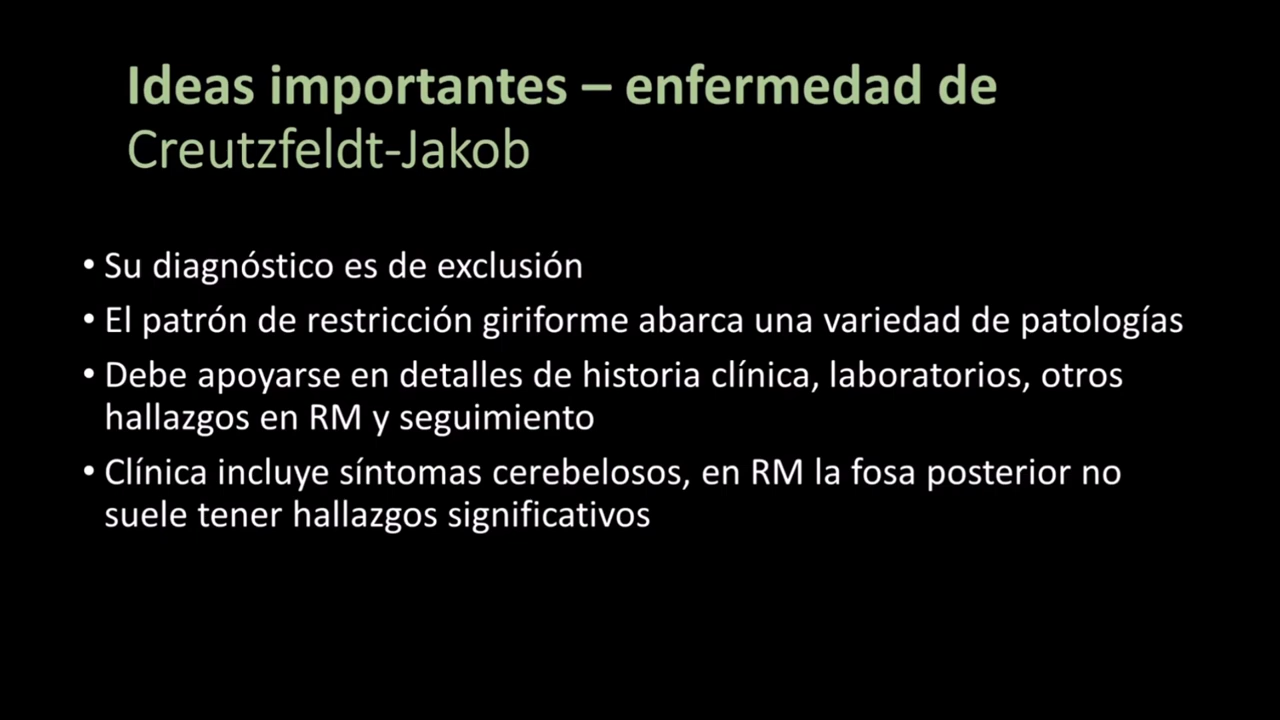 Ideas importantes – enfermedad de
Creutzfeldt-Jakob
• Su diagnóstico es de exclusión
• El patrón de restricción giriforme abarca una variedad de patologías
• Debe apoyarse en detalles de historia clínica, laboratorios, otros
hallazgos en RM y seguimiento
• Clínica incluye síntomas cerebelosos, en RM la fosa posterior no
suele tener hallazgos significativos